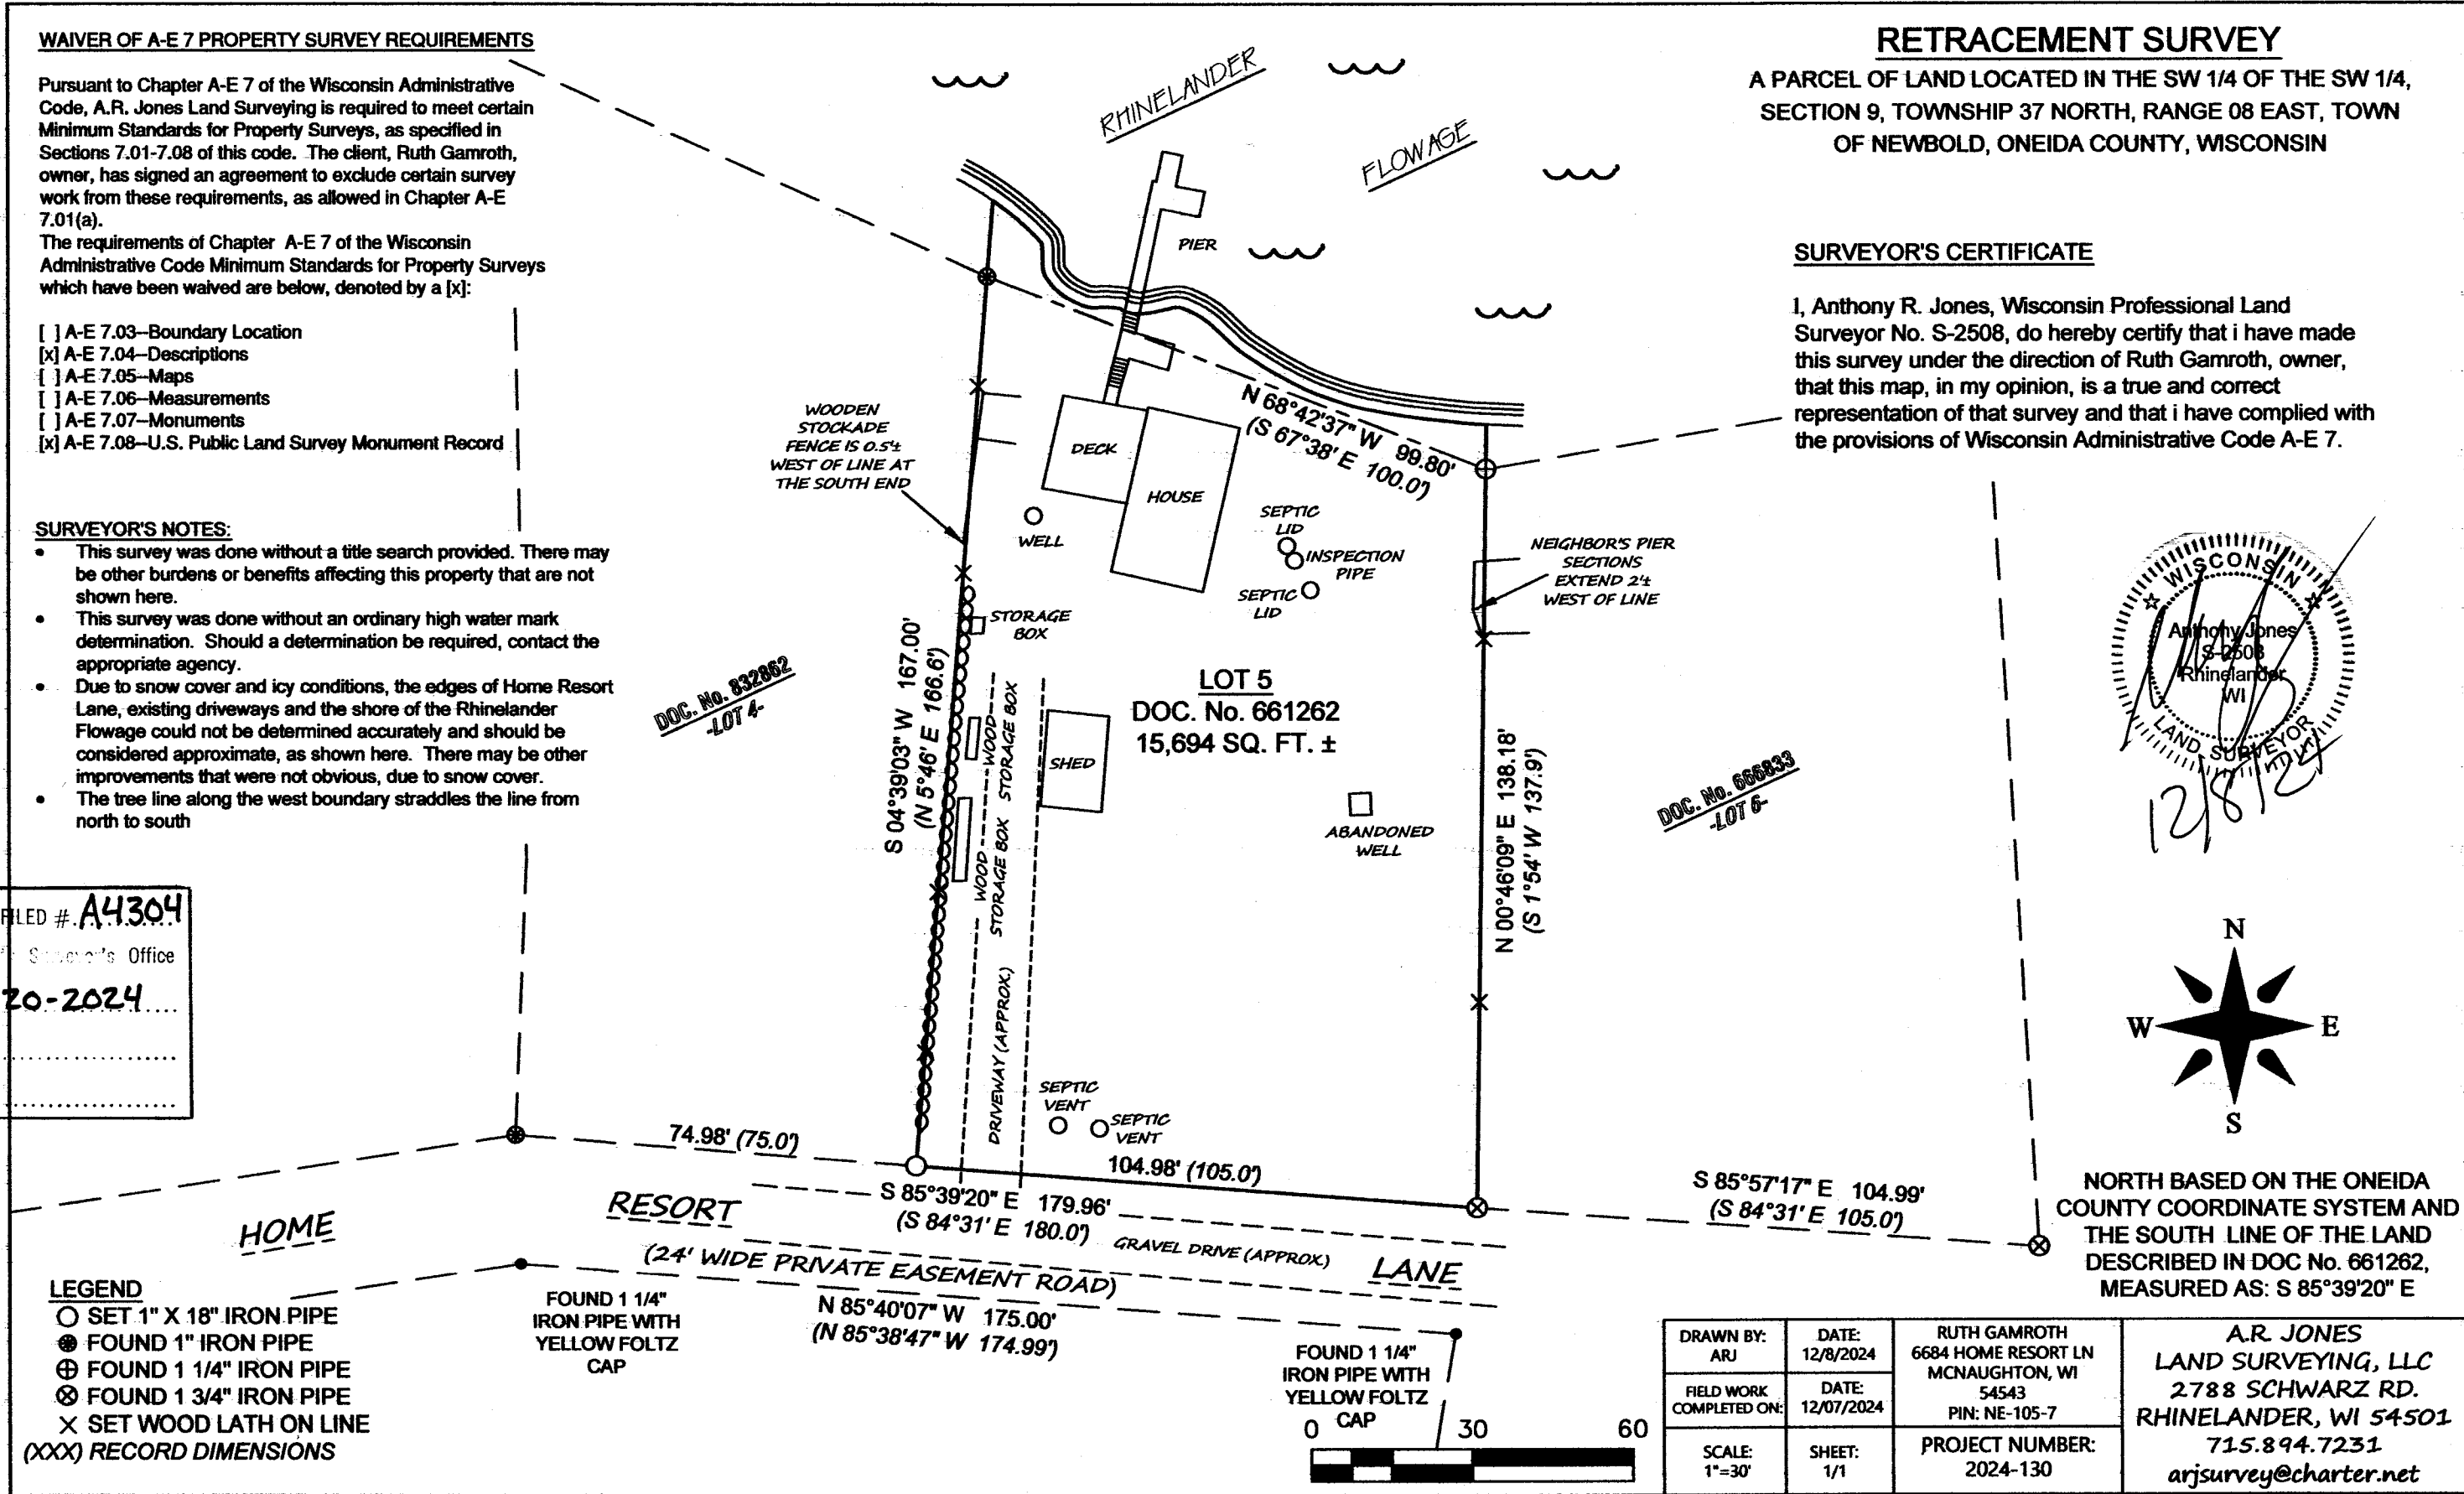 WAIVER OF A-E 7 PROPERTY SURVEY REQUIREMENTS
Pursuant to Chapter A-E 7 of the Wisconsin Administrative
Code, A.R. Jones Land Surveying is required to meet certain
Minimum Standards for Property Surveys, as specified in
Sections 7.01-7.08 of this code. The client, Ruth Gamroth,
owner, has signed an agreement to exclude certain survey
work from these requirements, as allowed in Chapter A-E
7.01(a).
The requirements of Chapter A-E 7 of the Wisconsin
Administrative Code Minimum Standards for Property Surveys
which have been waived are below, denoted by a [x]:
[ ] A-E 7.03--Boundary Location
[x] A-E 7.04--Descriptions
[ ] A-E 7.05--Maps
[ ] A-E 7.06--Measurements
[ ] A-E 7.07--Monuments
[x] A-E 7.08--U.S. Public Land Survey Monument Record
SURVEYOR'S NOTES:
• This survey was done without a title search provided. There may
be other burdens or benefits affecting this property that are not
shown here.
• This survey was done without an ordinary high water mark
determination. Should a determination be required, contact the
appropriate agency.
• Due to snow cover and icy conditions, the edges of Home Resort
Lane, existing driveways and the shore of the Rhinelander
Flowage could not be determined accurately and should be
considered approximate, as shown here. There may be other
improvements that were not obvious, due to snow cover.
• The tree line along the west boundary straddles the line from
north to south
FILED #. A4304
Surveyor's Office
20-2024
RETRACEMENT SURVEY
A PARCEL OF LAND LOCATED IN THE SW 1/4 OF THE SW 1/4,
SECTION 9, TOWNSHIP 37 NORTH, RANGE 08 EAST, TOWN
OF NEWBOLD, ONEIDA COUNTY, WISCONSIN
SURVEYOR'S CERTIFICATE
I, Anthony R. Jones, Wisconsin Professional Land
Surveyor No. S-2508, do hereby certify that i have made
this survey under the direction of Ruth Gamroth, owner,
that this map, in my opinion, is a true and correct
representation of that survey and that i have complied with
the provisions of Wisconsin Administrative Code A-E 7.
WISCONSIN
Anthony Jones
S-2508
Rhinelander
WI
LAND SURVEYOR
12/8/24
RHINELANDER
FLOWAGE
PIER
WOODEN
STOCKADE
FENCE IS 0.5'±
WEST OF LINE AT
THE SOUTH END
DECK
HOUSE
WELL
N 68°42'37" W 99.80'
(S 67°38' E 100.0')
SEPTIC
LID
INSPECTION
PIPE
SEPTIC
LID
NEIGHBOR'S PIER
SECTIONS
EXTEND 2'±
WEST OF LINE
STORAGE
BOX
S 04°39'03" W 167.00'
(N 5°46' E 166.6')
DOC. No. 832862
-LOT 4-
WOOD
STORAGE BOX
WOOD
STORAGE BOX
SHED
LOT 5
DOC. No. 661262
15,694 SQ. FT. ±
ABANDONED
WELL
N 00°46'09" E 138.18'
(S 1°54' W 137.9')
DOC. No. 666833
-LOT 6-
DRIVEWAY (APPROX.)
SEPTIC
VENT
SEPTIC
VENT
74.98' (75.0')
104.98' (105.0')
S 85°39'20" E 179.96'
(S 84°31' E 180.0')
S 85°57'17" E 104.99'
(S 84°31' E 105.0')
HOME
RESORT
LANE
GRAVEL DRIVE (APPROX.)
(24' WIDE PRIVATE EASEMENT ROAD)
N 85°40'07" W 175.00'
(N 85°38'47" W 174.99')
FOUND 1 1/4"
IRON PIPE WITH
YELLOW FOLTZ
CAP
FOUND 1 1/4"
IRON PIPE WITH
YELLOW FOLTZ
CAP
0 30 60
N
W E
S
NORTH BASED ON THE ONEIDA
COUNTY COORDINATE SYSTEM AND
THE SOUTH LINE OF THE LAND
DESCRIBED IN DOC No. 661262,
MEASURED AS: S 85°39'20" E
LEGEND
SET 1" X 18" IRON PIPE
FOUND 1" IRON PIPE
FOUND 1 1/4" IRON PIPE
FOUND 1 3/4" IRON PIPE
X SET WOOD LATH ON LINE
(XXX) RECORD DIMENSIONS
DRAWN BY:
ARJ
DATE:
12/8/2024
FIELD WORK
COMPLETED ON:
DATE:
12/07/2024
SCALE:
1"=30'
SHEET:
1/1
RUTH GAMROTH
6684 HOME RESORT LN
MCNAUGHTON, WI
54543
PIN: NE-105-7
PROJECT NUMBER:
2024-130
A.R. JONES
LAND SURVEYING, LLC
2788 SCHWARZ RD.
RHINELANDER, WI 54501
715.894.7231
arjsurvey@charter.net